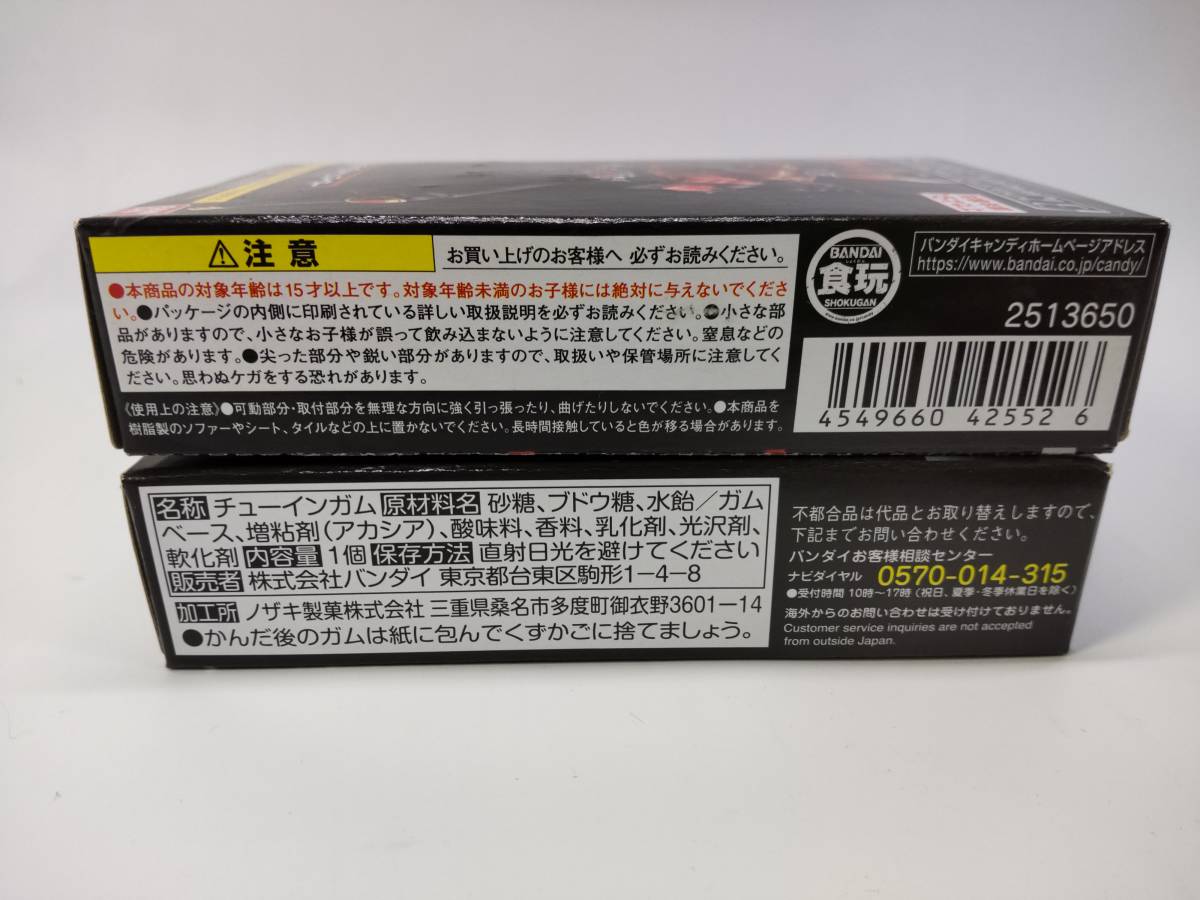 ⚠注意
お買い上げのお客様へ 必ずお読みください。
●本商品の対象年齢は15才以上です。対象年齢未満のお子様には絶対に与えないでくださ
い。●パッケージの内側に印刷されている詳しい取扱説明を必ずお読みください。●小さな部
品がありますので、小さなお子様が誤って飲み込まないように注意してください。窒息などの
危険があります。●尖った部分や鋭い部分がありますので、取扱いや保管場所に注意してく
ださい。思わぬケガをする恐れがあります。
《使用上の注意》●可動部分・取付部分を無理な方向に強く引っ張ったり、曲げたりしないでください。●本商品を
樹脂製のソファーやシート、タイルなどの上に置かないでください。長時間接触していると色が移る場合があります。
BANDAI
食玩
SHOKUGAN
バンダイキャンディホームページアドレス
https://www.bandai.co.jp/candy/
2513650
4549660 42552 6
名称 チューインガム 原材料名 砂糖、ブドウ糖、水飴／ガム
ベース、増粘剤(アカシア)、酸味料、香料、乳化剤、光沢剤、
軟化剤 内容量 1個 保存方法 直射日光を避けてください
販売者 株式会社バンダイ 東京都台東区駒形1-4-8
加工所 ノザキ製菓株式会社 三重県桑名市多度町御衣野3601-14
●かんだ後のガムは紙に包んでくずかごに捨てましょう。
不都合品は代品とお取り替えしますので、
下記までお問い合わせください。
バンダイお客様相談センター
ナビダイヤル 0570-014-315
●受付時間 10時～17時(祝日、夏季・冬季休業日を除く)
海外からのお問い合わせは受け付けておりません。
Customer service inquiries are not accepted
from outside Japan.